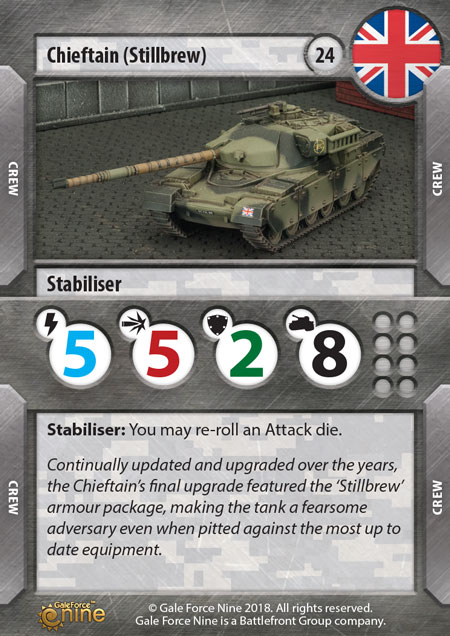 Chieftain (Stillbrew) 24
CREW
CREW
Stabiliser
5 5 2 8
Stabiliser: You may re-roll an Attack die.
Continually updated and upgraded over the years,
the Chieftain's final upgrade featured the ‘Stillbrew’
armour package, making the tank a fearsome
adversary even when pitted against the most up to
date equipment.
CREW
CREW
GaleForce™
nine
© Gale Force Nine 2018. All rights reserved.
Gale Force Nine is a Battlefront Group company.